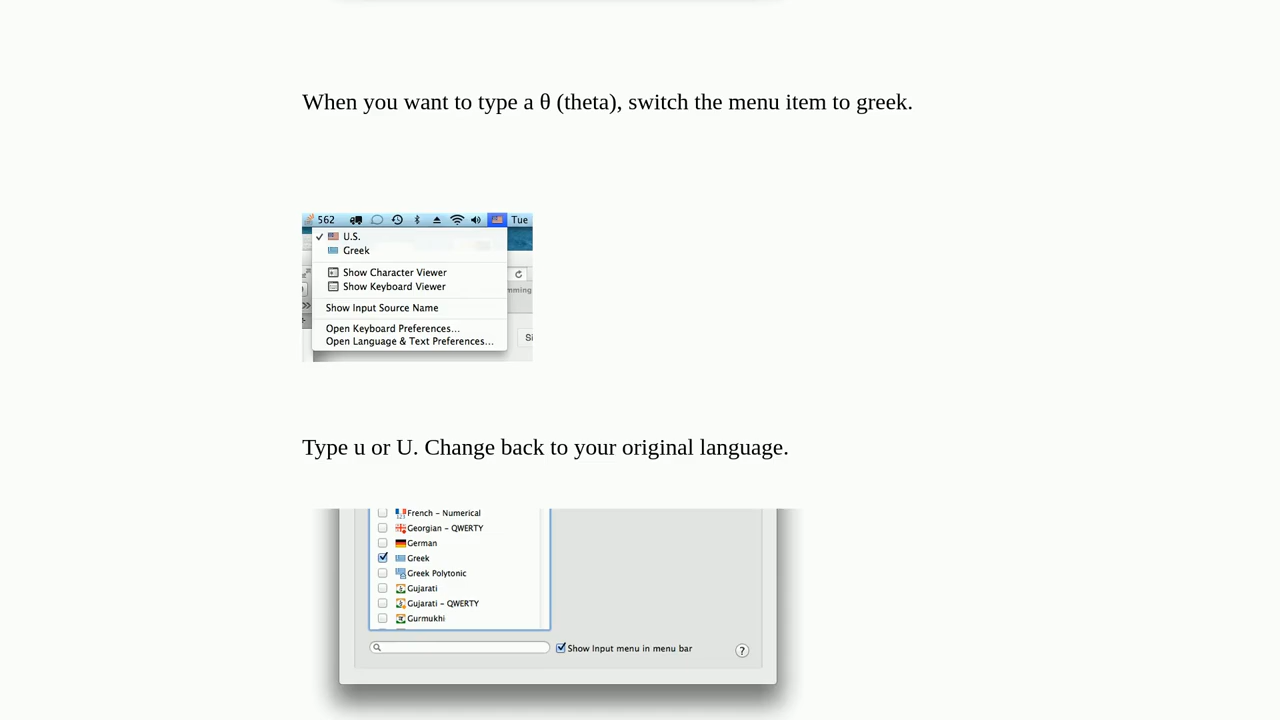 When you want to type a θ (theta), switch the menu item to greek.
562 Tue
✓ U.S.
Greek
Show Character Viewer
Show Keyboard Viewer
mming
Show Input Source Name
Si
Open Keyboard Preferences...
Open Language & Text Preferences...
Type u or U. Change back to your original language.
French - Numerical
Georgian - QWERTY
German
Greek
Greek Polytonic
Gujarati
Gujarati - QWERTY
Gurmukhi
Show Input menu in menu bar
?